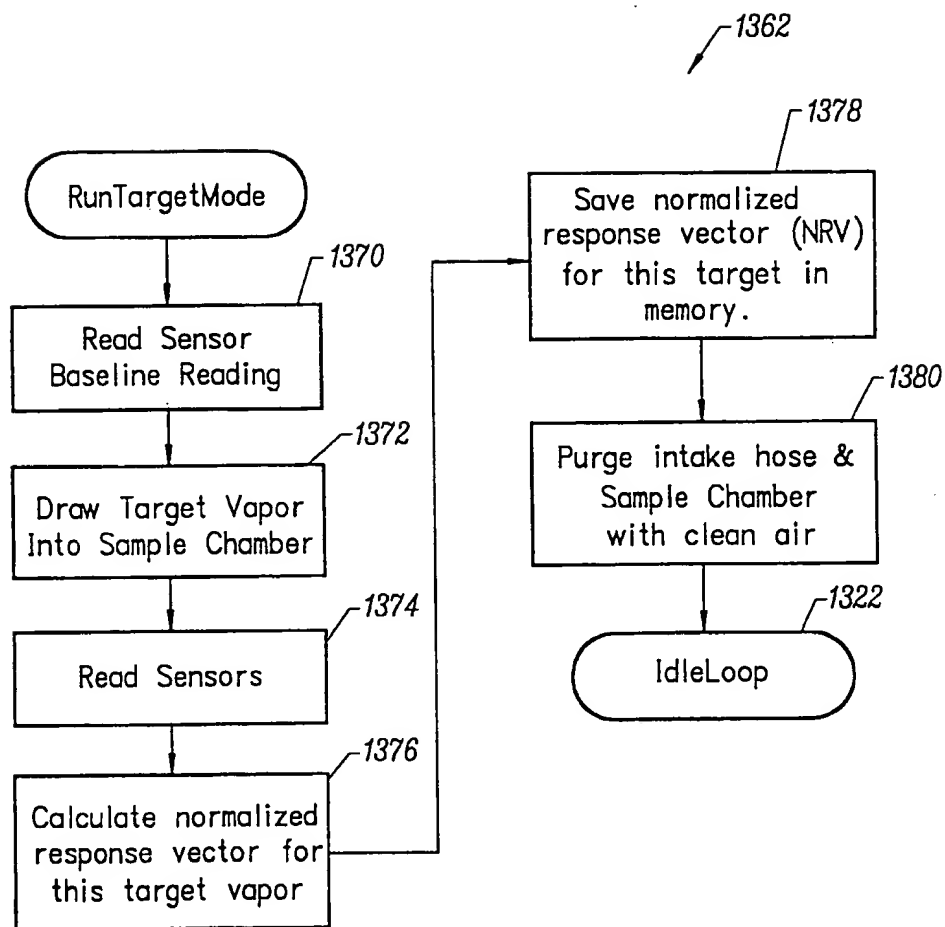 1362
RunTargetMode
1370
Read Sensor
Baseline Reading
1372
Draw Target Vapor
Into Sample Chamber
1374
Read Sensors
1376
Calculate normalized
response vector for
this target vapor
1378
Save normalized
response vector (NRV)
for this target in
memory.
1380
Purge intake hose &
Sample Chamber
with clean air
1322
IdleLoop